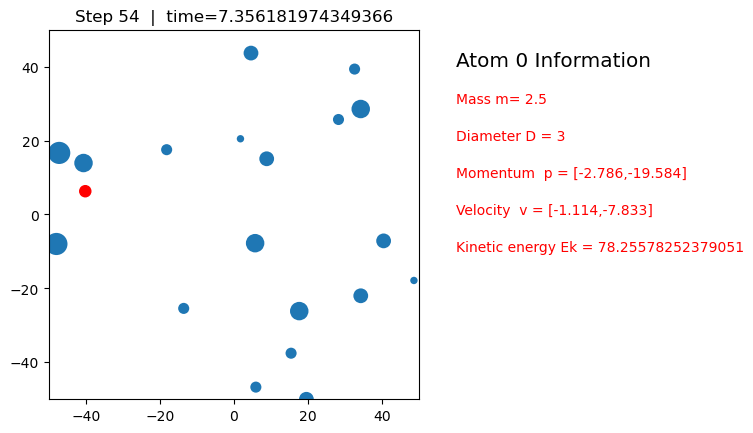 Step 54 | time=7.356181974349366
Atom 0 Information
Mass m= 2.5
Diameter D = 3
Momentum p = [-2.786,-19.584]
Velocity v = [-1.114,-7.833]
Kinetic energy Ek = 78.25578252379051
40
20
0
−20
−40
−40 −20 0 20 40